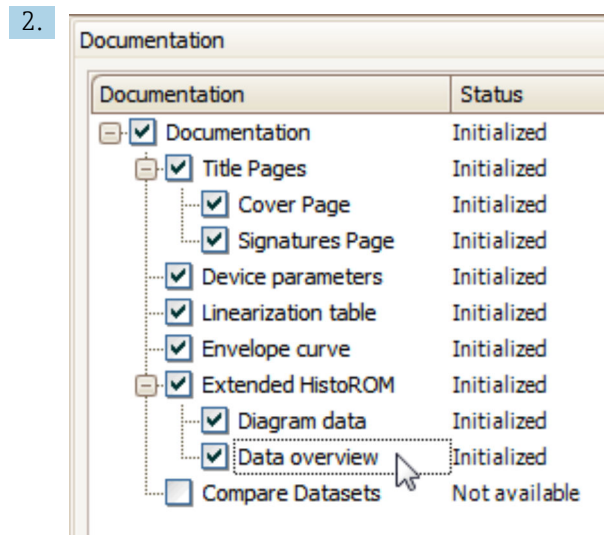 2.
Documentation
Documentation Status
Documentation Initialized
Title Pages Initialized
Cover Page Initialized
Signatures Page Initialized
Device parameters Initialized
Linearization table Initialized
Envelope curve Initialized
Extended HistoROM Initialized
Diagram data Initialized
Data overview Initialized
Compare Datasets Not available